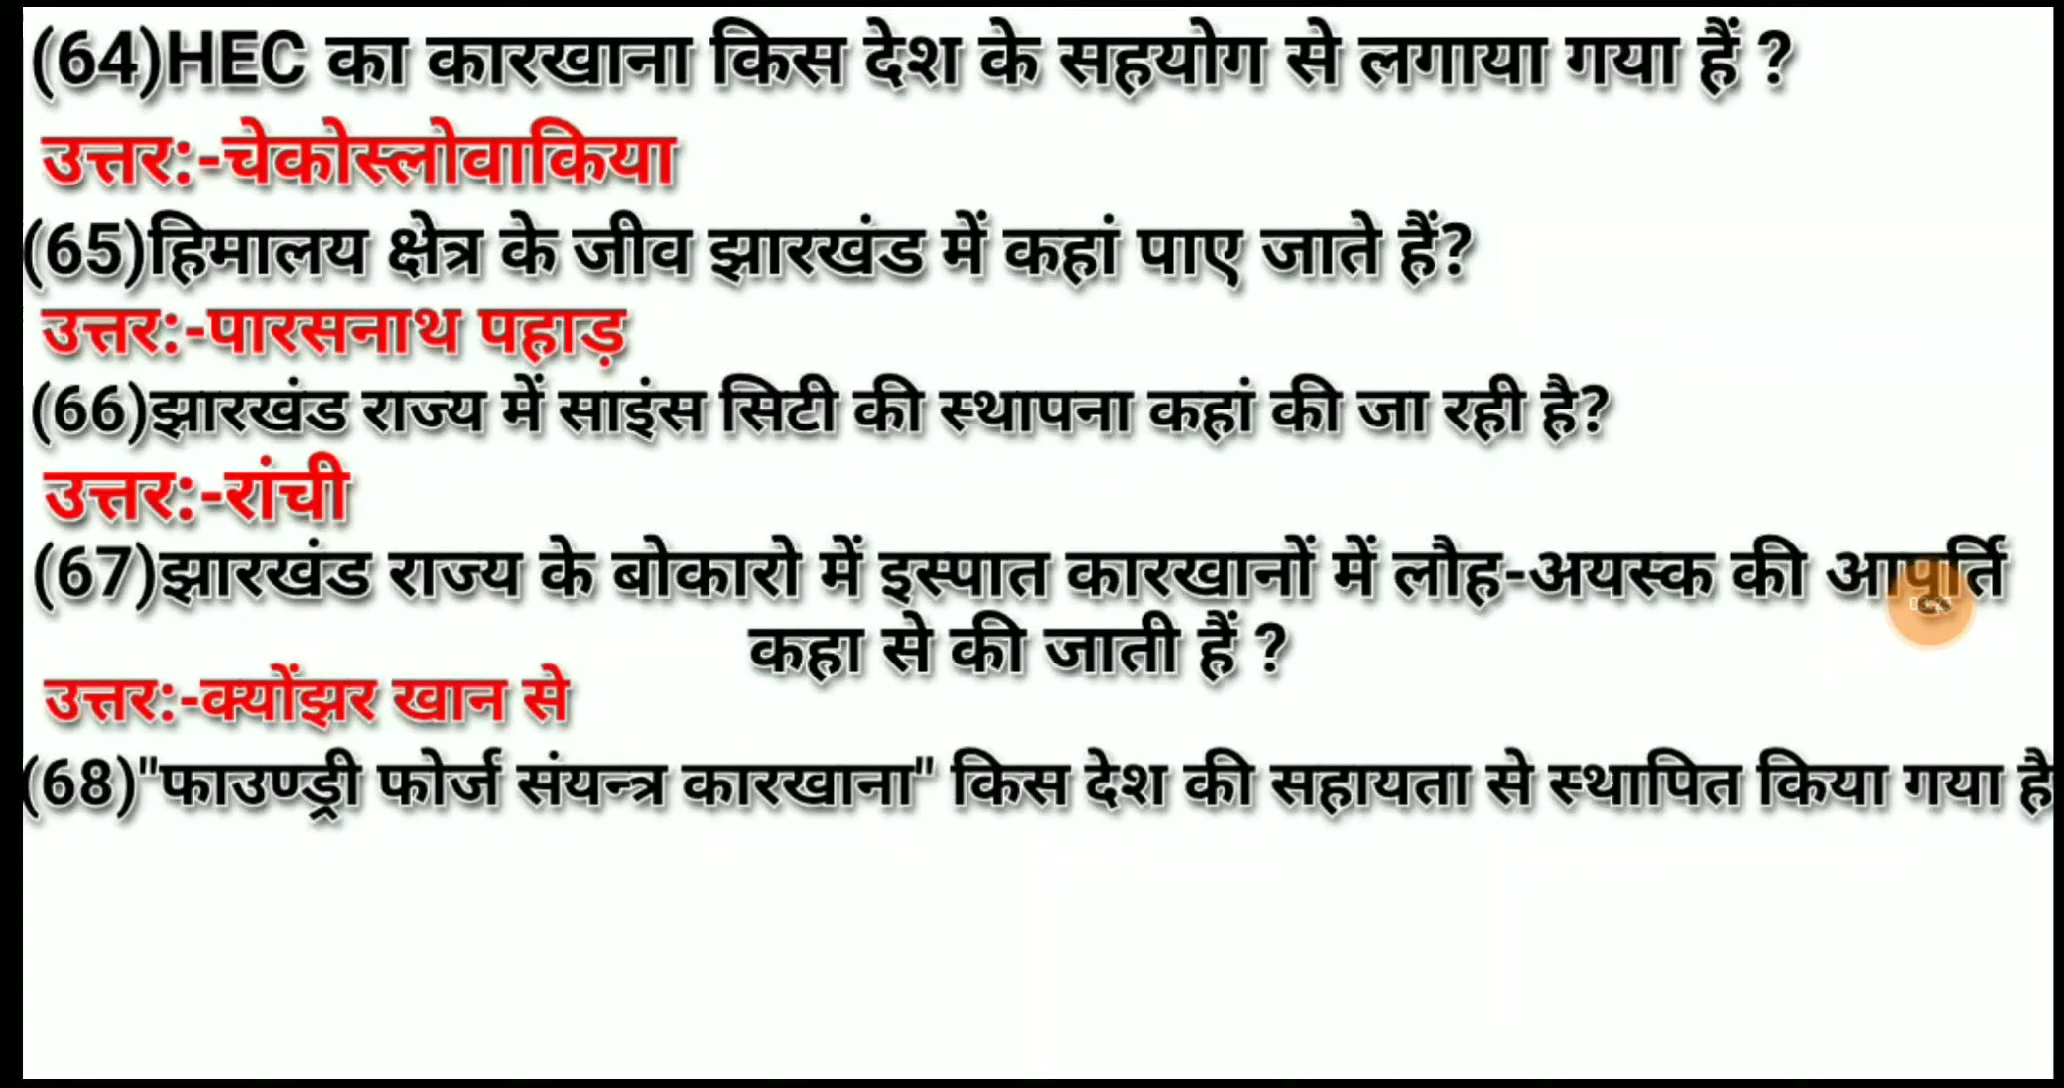 (64)HEC का कारखाना किस देश के सहयोग से लगाया गया हैं ?
उत्तर:-चेकोस्लोवाकिया
(65)हिमालय क्षेत्र के जीव झारखंड में कहां पाए जाते हैं?
उत्तर:-पारसनाथ पहाड़
(66)झारखंड राज्य में साइंस सिटी की स्थापना कहां की जा रही है?
उत्तर:-रांची
(67)झारखंड राज्य के बोकारो में इस्पात कारखानों में लौह-अयस्क की आपूर्ति
कहा से की जाती हैं ?
उत्तर:-क्योंझर खान से
(68)"फाउण्ड्री फोर्ज संयन्त्र कारखाना" किस देश की सहायता से स्थापित किया गया है